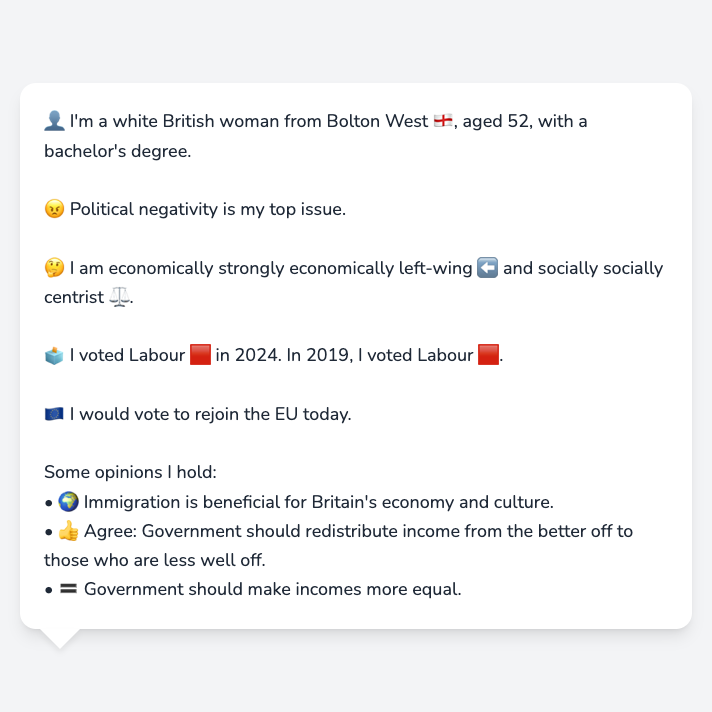 👤 I'm a white British woman from Bolton West 🏴󠁧󠁢󠁥󠁮󠁧󠁿, aged 52, with a
bachelor's degree.
😠 Political negativity is my top issue.
🤔 I am economically strongly economically left-wing ⬅️ and socially socially
centrist ⚖️.
🗳️ I voted Labour 🟥 in 2024. In 2019, I voted Labour 🟥.
🇪🇺 I would vote to rejoin the EU today.
Some opinions I hold:
• 🌍 Immigration is beneficial for Britain's economy and culture.
• 👍 Agree: Government should redistribute income from the better off to
those who are less well off.
• 🟰 Government should make incomes more equal.